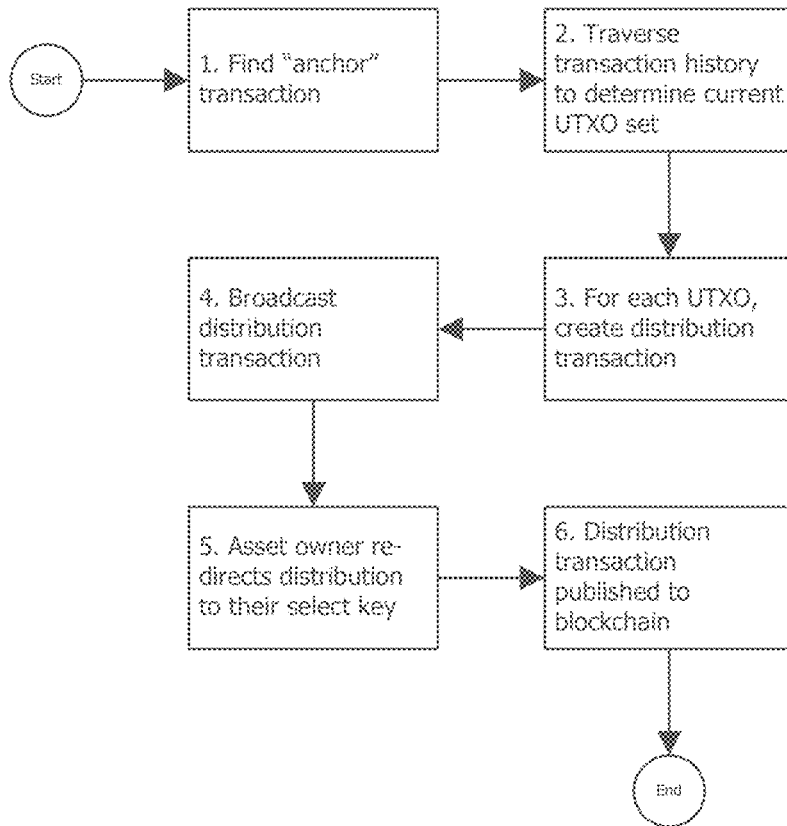 Start
1. Find “anchor”
transaction
2. Traverse
transaction history
to determine current
UTXO set
3. For each UTXO,
create distribution
transaction
4. Broadcast
distribution
transaction
5. Asset owner re-
directs distribution
to their select key
6. Distribution
transaction
published to
blockchain
End